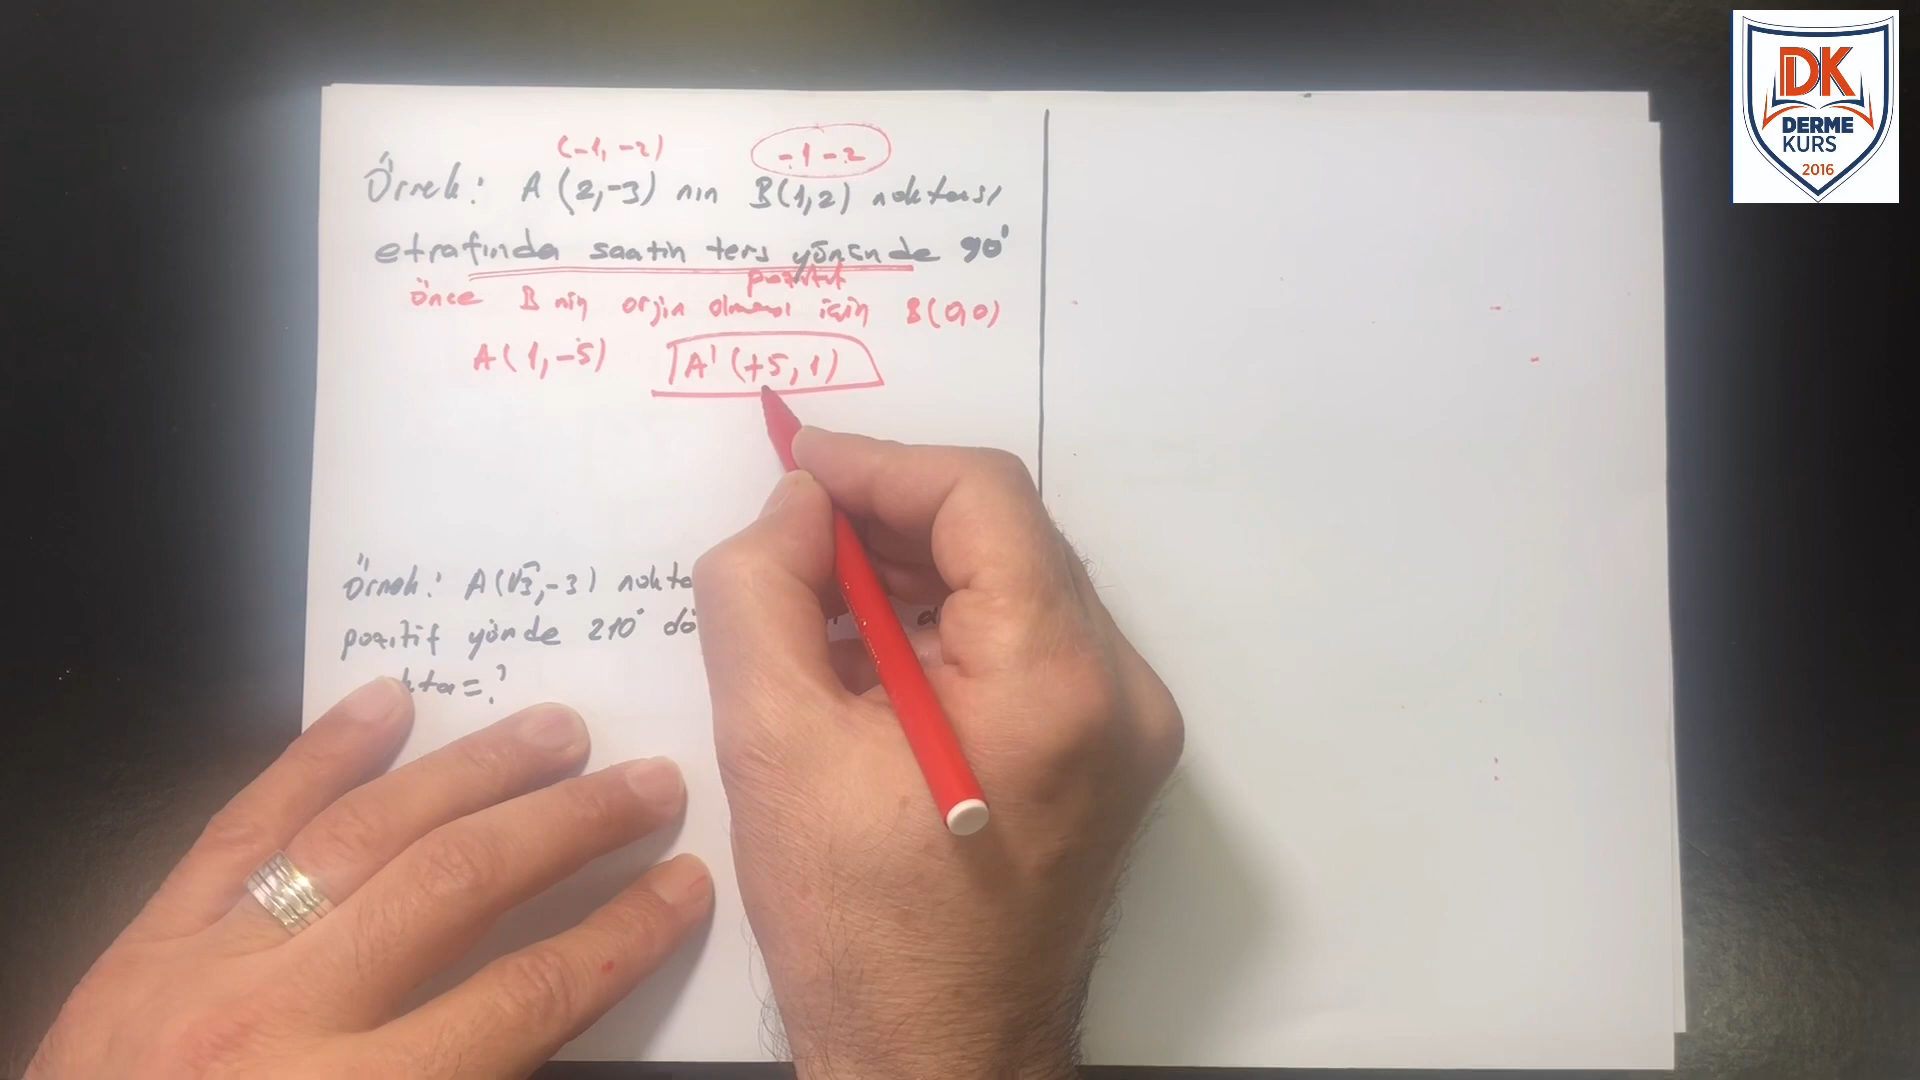 (-1, -2) -1 -2
Örnek: A (2,-3) nın B(1,2) noktası
etrafında saatin ters yönünde 90°
pozitif
önce B nin orjin olması için B(0,0)
A(1,-5) A'(+5,1)
Örnek: A(√3,-3) nokta
pozitif yönde 210° dö
kta=?
DK
DERME
KURS
2016